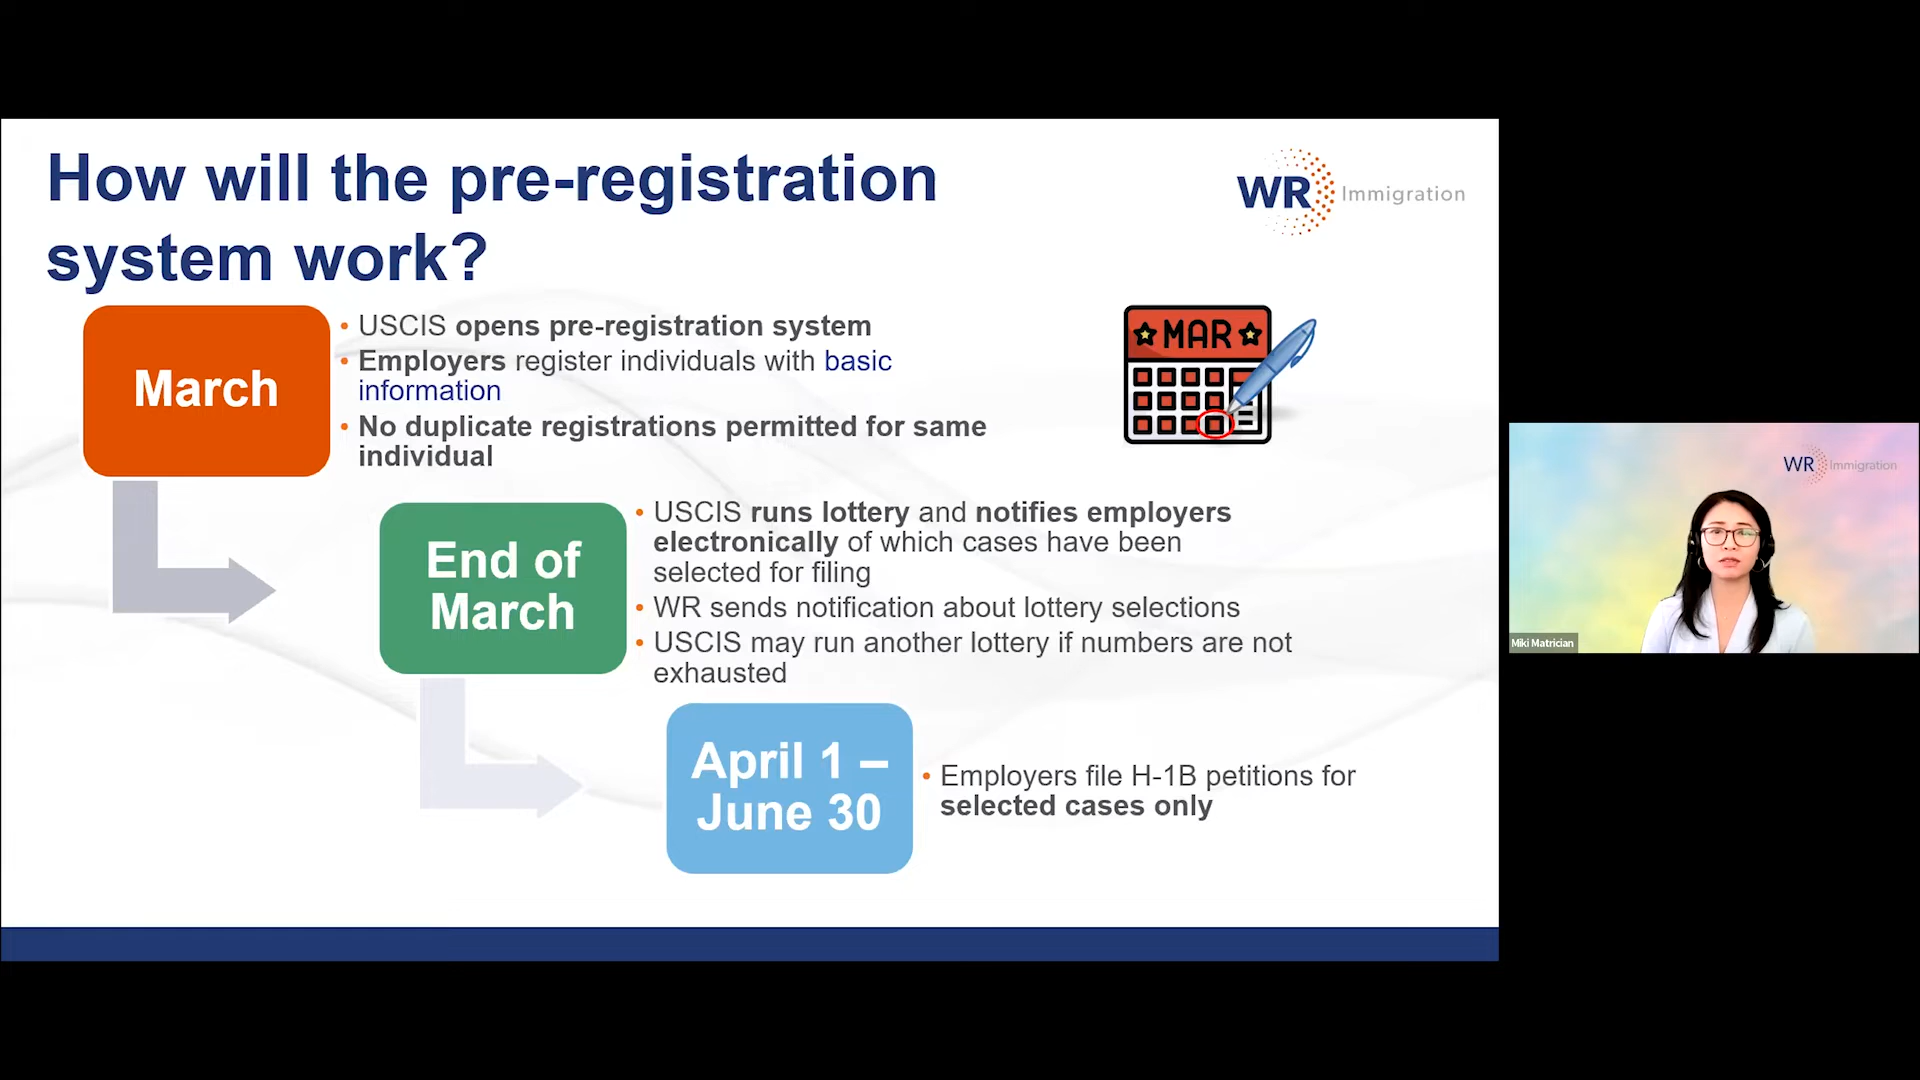 How will the pre-registration
system work?
WR Immigration
March
• USCIS opens pre-registration system
• Employers register individuals with basic
information
• No duplicate registrations permitted for same
individual
MAR
End of
March
• USCIS runs lottery and notifies employers
electronically of which cases have been
selected for filing
• WR sends notification about lottery selections
• USCIS may run another lottery if numbers are not
exhausted
April 1 –
June 30
• Employers file H-1B petitions for
selected cases only
WR Immigration
Miki Matrician